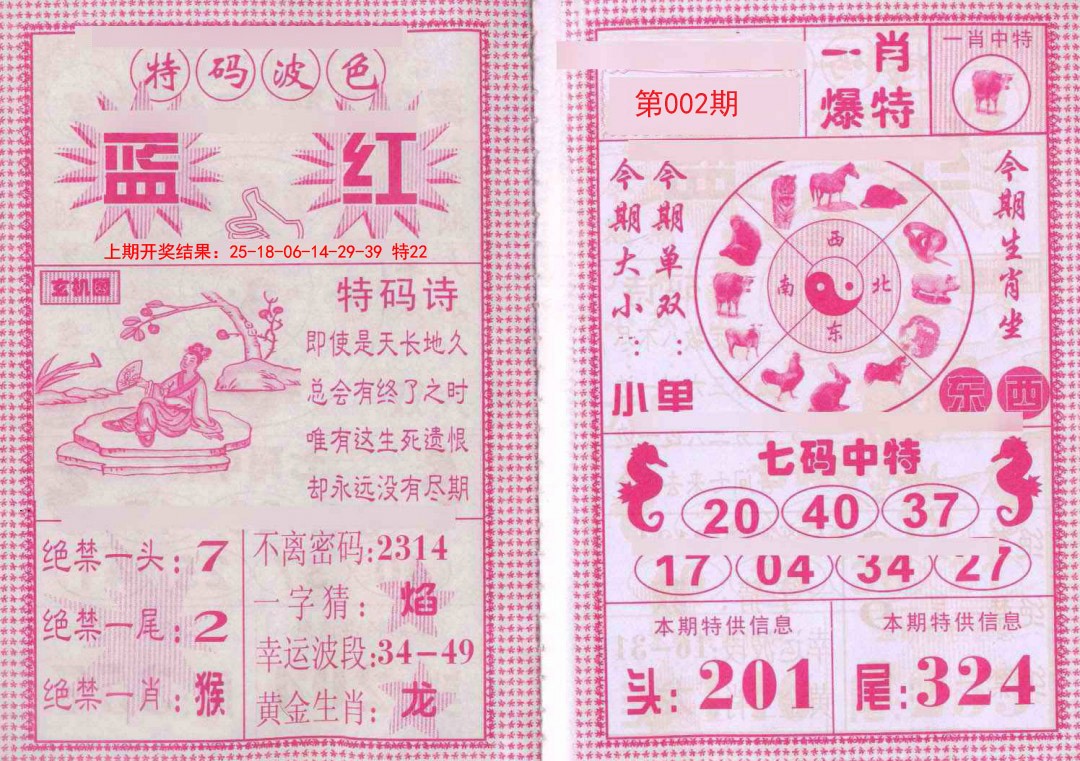 特码波色
蓝 红
上期开奖结果：25-18-06-14-29-39 特22
玄机图
特码诗
即使是天长地久
总会有终了之时
唯有这生死遗恨
却永远没有尽期
绝禁一头：7
绝禁一尾：2
绝禁一肖：猴
不离密码：2314
一字猜：焰
幸运波段：34-49
黄金生肖：龙
第002期
一肖
爆特
一肖中特
今期大小：小
今期单双：单
西
南 北
东
今期生肖坐
东西
七码中特
20 40 37
17 04 34 27
本期特供信息
头：201
本期特供信息
尾：324